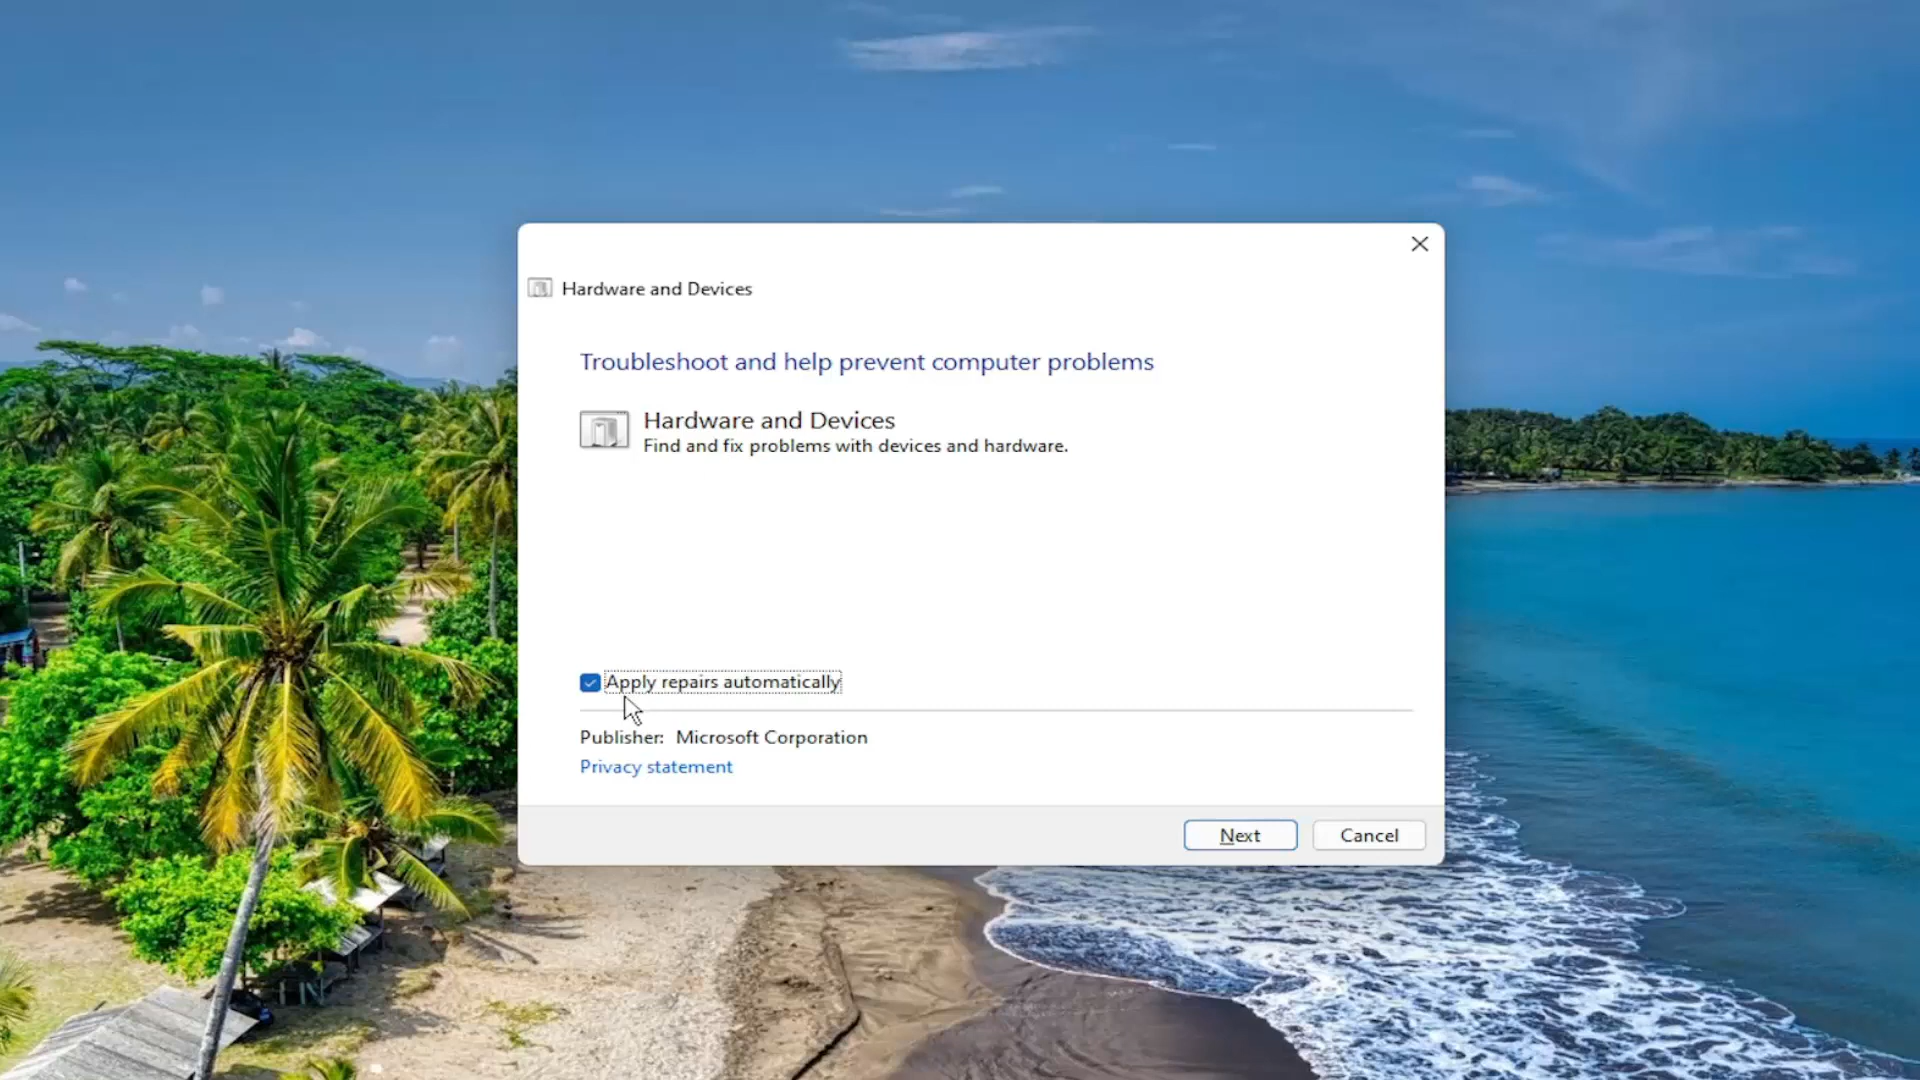 Hardware and Devices
Troubleshoot and help prevent computer problems
Hardware and Devices
Find and fix problems with devices and hardware.
Apply repairs automatically
Publisher: Microsoft Corporation
Privacy statement
Next Cancel